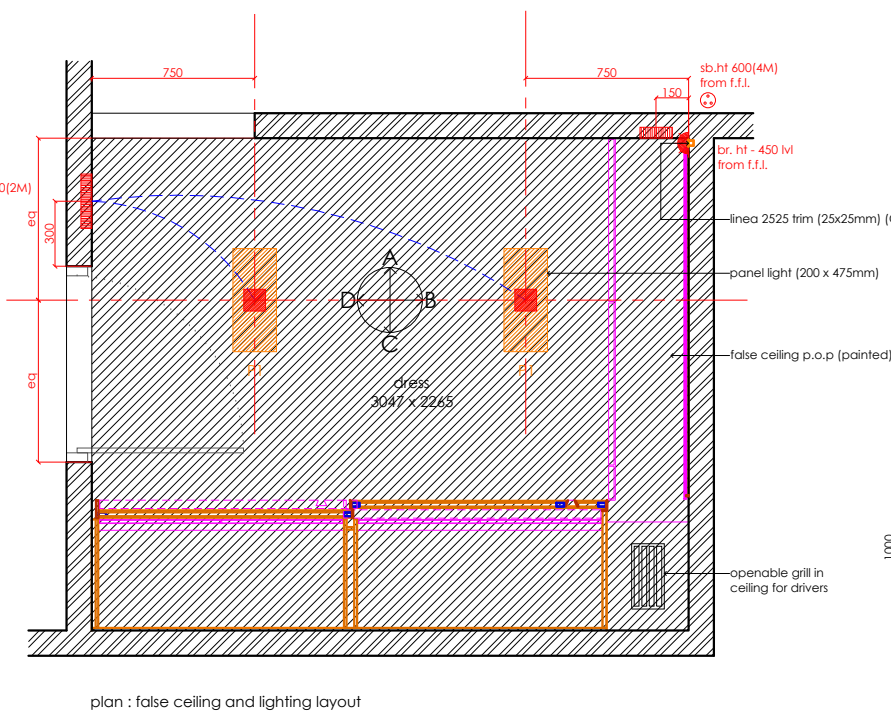 750
750
sb.ht 600(4M)
from f.f.l.
150
br. ht - 450 lvl
from f.f.l.
0(2M)
eq
300
linea 2525 trim (25x25mm) (
A
panel light (200 x 475mm)
D
B
C
false ceiling p.o.p (painted)
eq
dress
3047 x 2265
1000
openable grill in
ceiling for drivers
plan : false ceiling and lighting layout